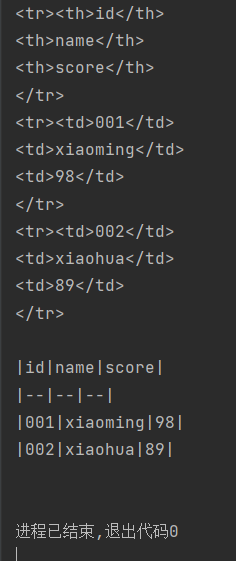 <tr><th>id</th>
<th>name</th>
<th>score</th>
</tr>
<tr><td>001</td>
<td>xiaoming</td>
<td>98</td>
</tr>
<tr><td>002</td>
<td>xiaohua</td>
<td>89</td>
</tr>
|id|name|score|
|--|--|--|
|001|xiaoming|98|
|002|xiaohua|89|
进程已结束,退出代码0